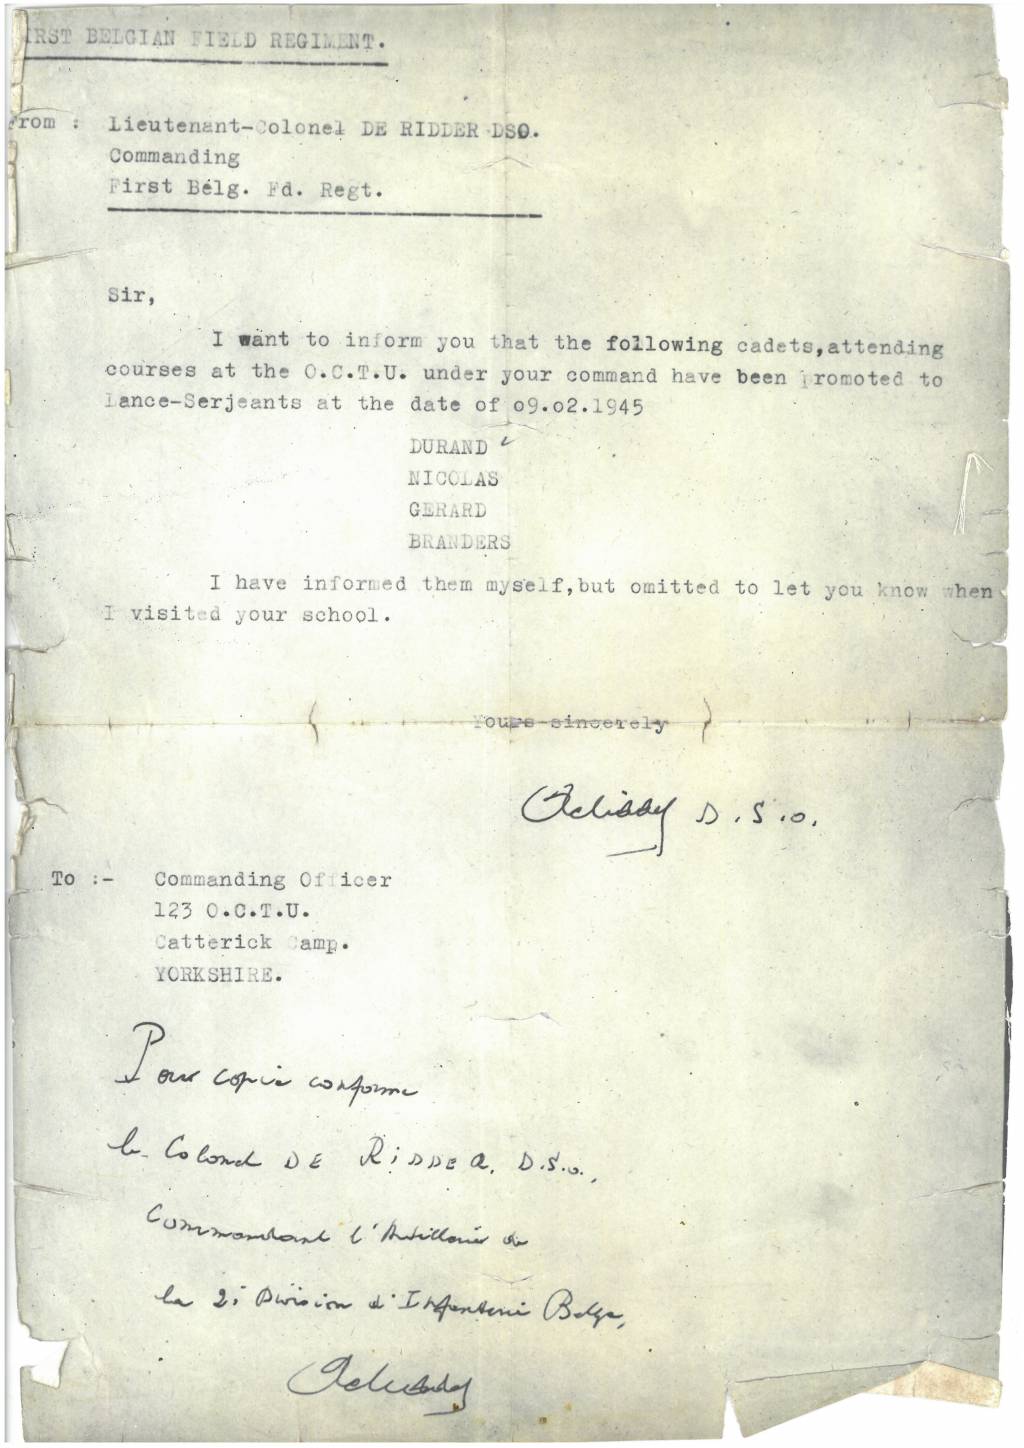 FIRST BELGIAN FIELD REGIMENT.
From : Lieutenant-Colonel DE RIDDER DSO.
Commanding
First Belg. Fd. Regt.
Sir,
I want to inform you that the following cadets,attending
courses at the O.C.T.U. under your command have been promoted to
Lance-Serjeants at the date of 09.02.1945
DURAND
NICOLAS
GERARD
BRANDERS
I have informed them myself,but omitted to let you know when
I visited your school.
Yours sincerely
D.S.O.
To :- Commanding Officer
123 O.C.T.U.
Catterick Camp.
YORKSHIRE.
Pour copie conforme
le Colonel DE RIDDER. D.S.O.,
Commandant l'Artillerie de
la 2e Division d'Infanterie Belge,